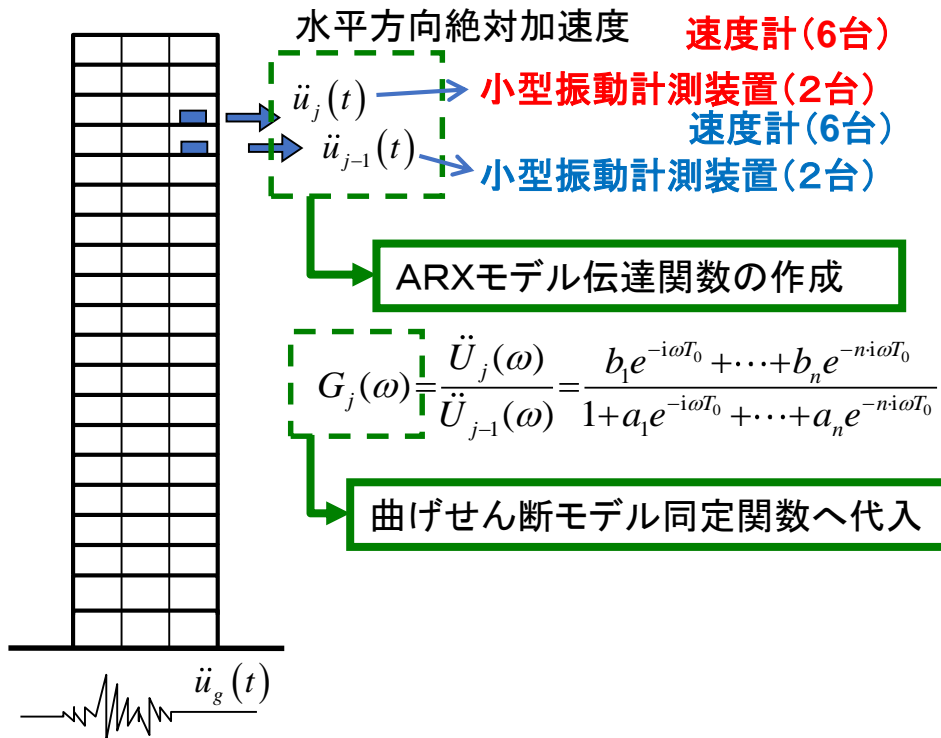 水平方向絶対加速度
速度計(6台)
ü_j(t)
小型振動計測装置(2台)
速度計(6台)
ü_{j-1}(t)
小型振動計測装置(2台)
ARXモデル伝達関数の作成
G_j(ω) = Ü_j(ω) / Ü_{j-1}(ω) = (b_1 e^{-iωT_0} + ⋯ + b_n e^{-n·iωT_0}) / (1 + a_1 e^{-iωT_0} + ⋯ + a_n e^{-n·iωT_0})
曲げせん断モデル同定関数へ代入
ü_g(t)